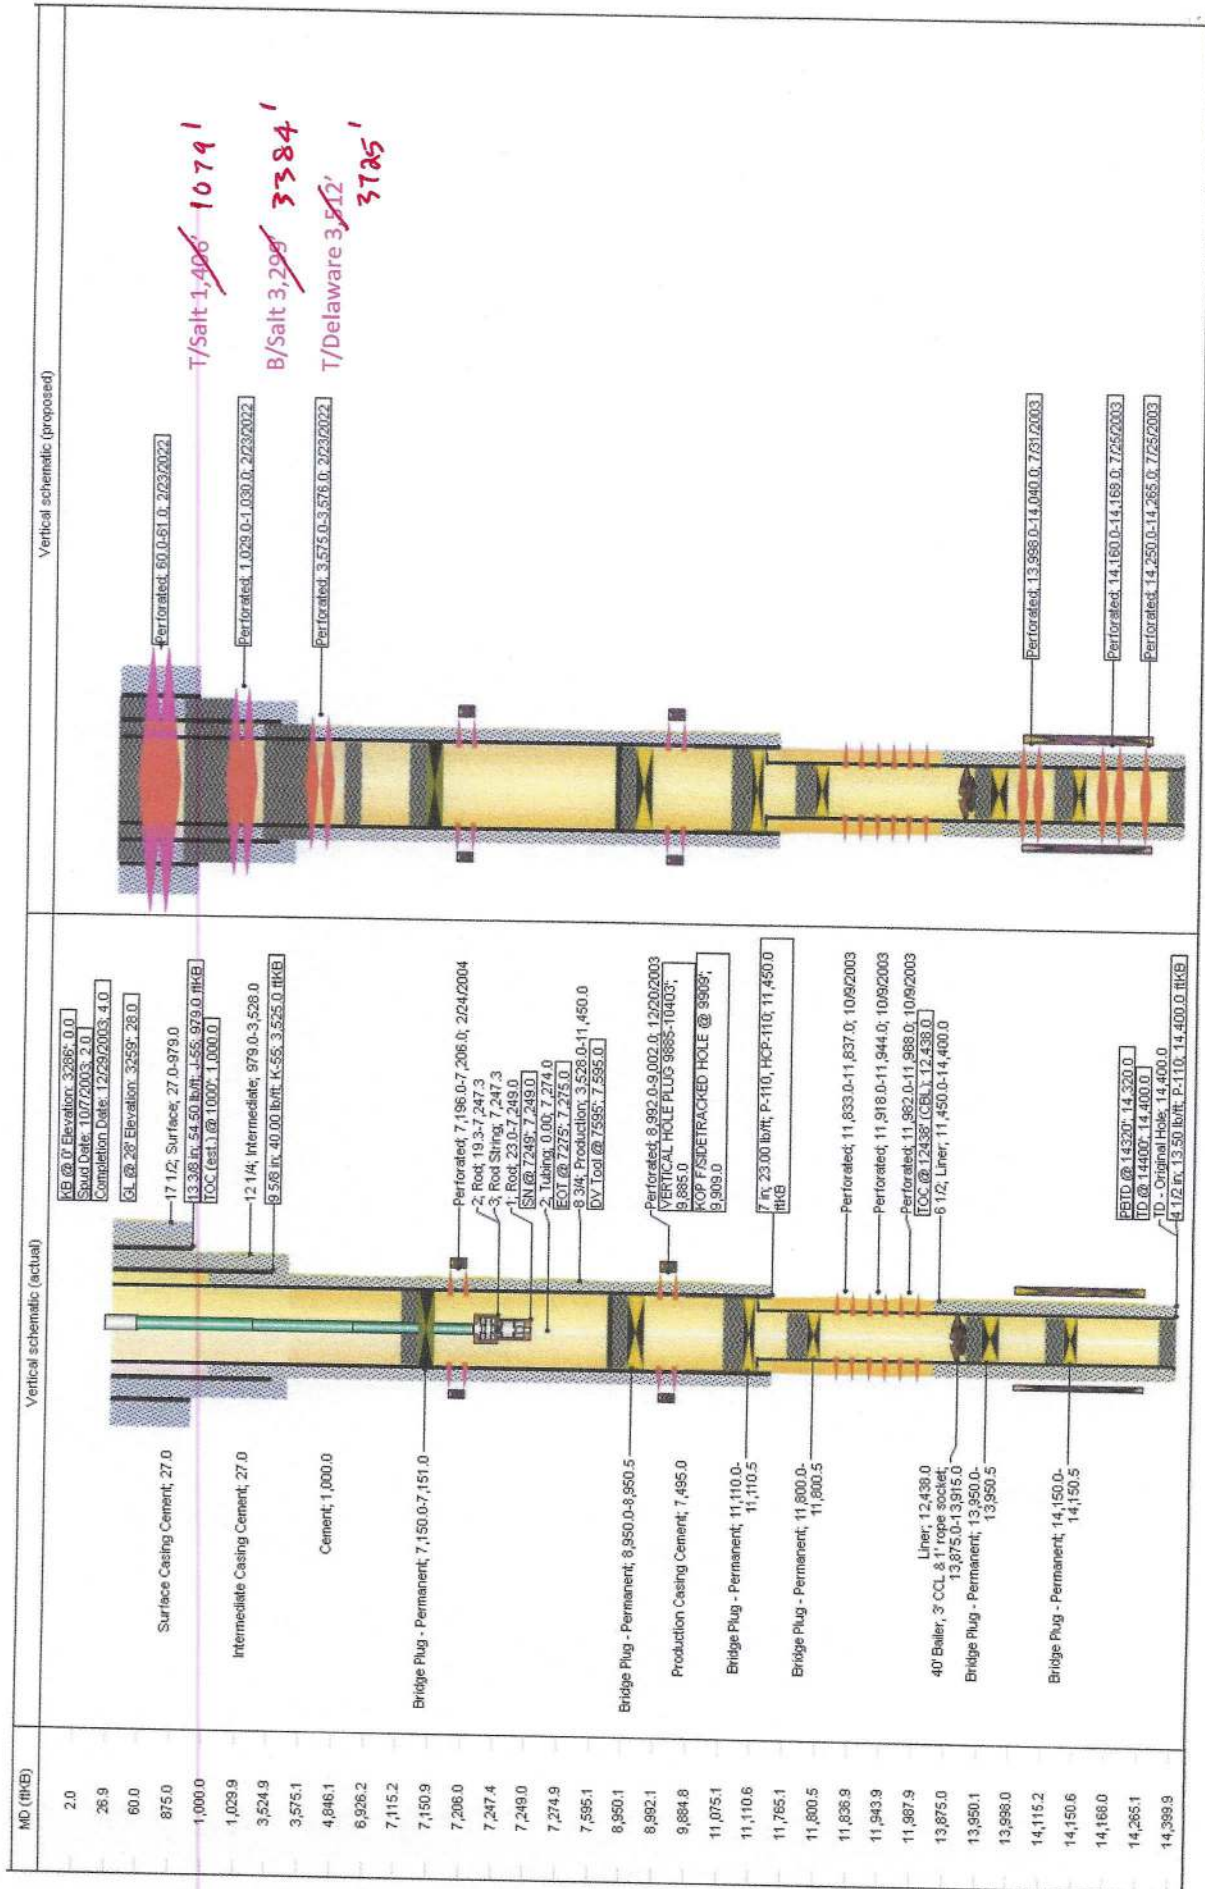 Vertical schematic (actual)
Vertical schematic (proposed)
MD (ftKB)
2.0
26.9
60.0
875.0
1,000.0
1,029.9
3,524.9
3,575.1
4,846.1
6,926.2
7,115.2
7,150.9
7,206.0
7,247.4
7,249.0
7,274.9
7,595.1
8,950.1
8,992.1
9,884.8
11,075.1
11,110.6
11,765.1
11,800.5
11,836.9
11,943.9
11,987.9
13,875.0
13,950.1
13,998.0
14,115.2
14,150.6
14,168.0
14,265.1
14,399.9
Surface Casing Cement; 27.0
Intermediate Casing Cement; 27.0
Cement; 1,000.0
Bridge Plug - Permanent; 7,150.0-7,151.0
Bridge Plug - Permanent; 8,950.0-8,950.5
Production Casing Cement; 7,495.0
Bridge Plug - Permanent; 11,110.0-
11,110.5
Bridge Plug - Permanent; 11,800.0-
11,800.5
Liner; 12,438.0
40' Bailer, 3' CCL & 1' rope socket;
13,875.0-13,915.0
Bridge Plug - Permanent; 13,950.0-
13,950.5
Bridge Plug - Permanent; 14,150.0-
14,150.5
KB @ 0' Elevation: 3286'; 0.0
Spud Date: 10/7/2003; 2.0
Completion Date: 12/29/2003; 4.0
GL @ 28' Elevation: 3259'; 28.0
17 1/2; Surface; 27.0-979.0
13 3/8 in; 54.50 lb/ft; J-55; 979.0 ftKB
TOC (est.) @ 1000'; 1,000.0
12 1/4; Intermediate; 979.0-3,528.0
9 5/8 in; 40.00 lb/ft; K-55; 3,525.0 ftKB
Perforated; 7,196.0-7,206.0; 2/24/2004
2; Rod; 19.3-7,247.3
3; Rod String; 7,247.3
1; Rod; 23.0-7,249.0
SN @ 7249'; 7,249.0
2; Tubing; 0.00; 7,274.0
EOT @ 7275'; 7,275.0
8 3/4; Production; 3,528.0-11,450.0
DV Tool @ 7595'; 7,595.0
Perforated; 8,992.0-9,002.0; 12/20/2003
VERTICAL HOLE PLUG 9885-10403';
9,885.0
KOP F/SIDETRACKED HOLE @ 9909';
9,909.0
7 in; 23.00 lb/ft; P-110, HCP-110; 11,450.0
ftKB
Perforated; 11,833.0-11,837.0; 10/9/2003
Perforated; 11,918.0-11,944.0; 10/9/2003
Perforated; 11,982.0-11,988.0; 10/9/2003
TOC @ 12438' (CBL); 12,438.0
6 1/2; Liner; 11,450.0-14,400.0
PBTD @ 14320'; 14,320.0
TD @ 14400'; 14,400.0
TD - Original Hole; 14,400.0
4 1/2 in; 13.50 lb/ft; P-110; 14,400.0 ftKB
Perforated; 60.0-61.0; 2/23/2022
Perforated; 1,029.0-1,030.0; 2/23/2022
Perforated; 3,575.0-3,576.0; 2/23/2022
Perforated; 13,998.0-14,040.0; 7/31/2003
Perforated; 14,160.0-14,168.0; 7/25/2003
Perforated; 14,250.0-14,265.0; 7/25/2003
T/Salt 1,406' 1079'
B/Salt 3,299' 3384'
T/Delaware 3,512'
3725'